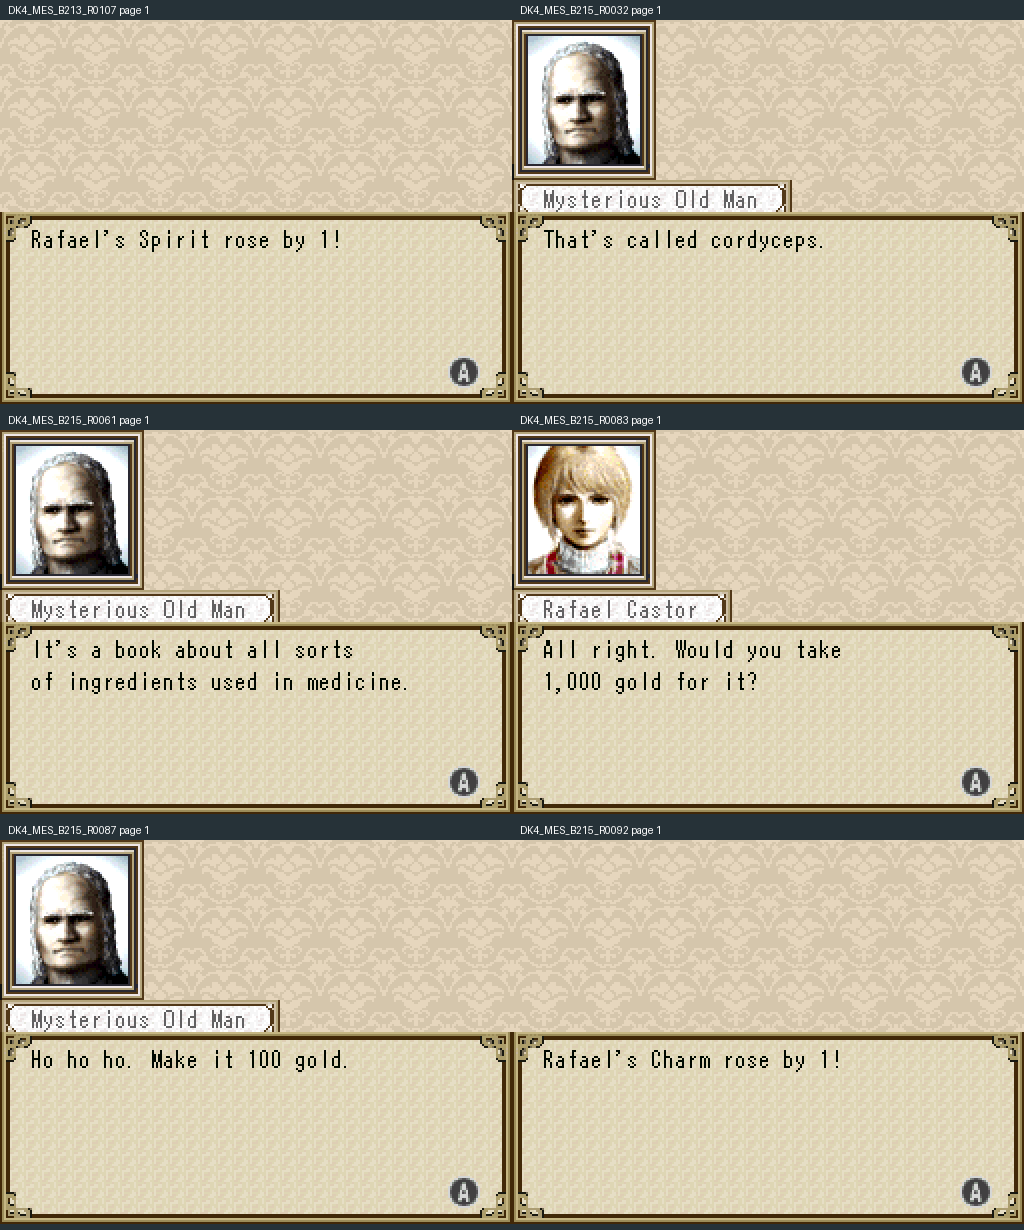 DK4_MES_B213_R0107 page 1
Rafael's Spirit rose by 1!
A
DK4_MES_B215_R0032 page 1
Mysterious Old Man
That's called cordyceps.
A
DK4_MES_B215_R0061 page 1
Mysterious Old Man
It's a book about all sorts
of ingredients used in medicine.
A
DK4_MES_B215_R0083 page 1
Rafael Castor
All right. Would you take
1,000 gold for it?
A
DK4_MES_B215_R0087 page 1
Mysterious Old Man
Ho ho ho. Make it 100 gold.
A
DK4_MES_B215_R0092 page 1
Rafael's Charm rose by 1!
A